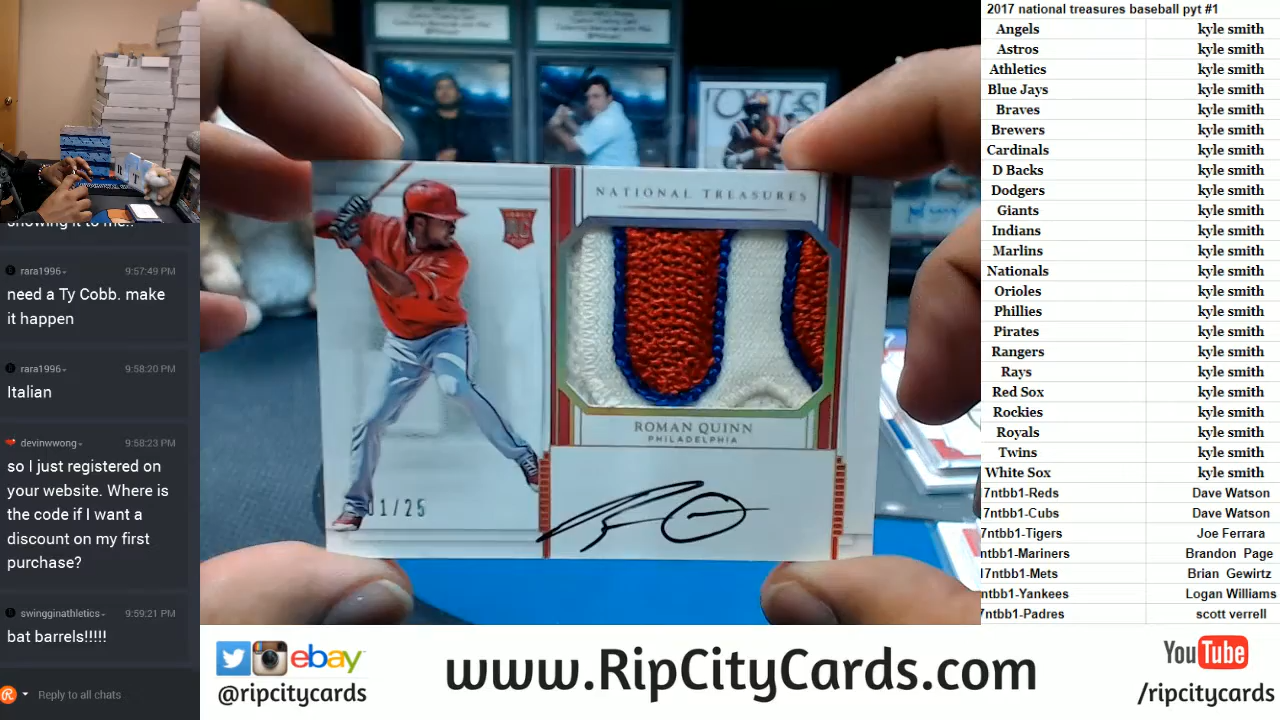 showing it to me..
rara1996
9:57:49 PM
need a Ty Cobb. make
it happen
rara1996
9:58:20 PM
Italian
devinwwong
9:58:23 PM
so I just registered on
your website. Where is
the code if I want a
discount on my first
purchase?
swingginathletics
9:59:21 PM
bat barrels!!!!!
Reply to all chats
NATIONAL TREASURES
RC
ROMAN QUINN
PHILADELPHIA
01/25
2017 national treasures baseball pyt #1
Angels kyle smith
Astros kyle smith
Athletics kyle smith
Blue Jays kyle smith
Braves kyle smith
Brewers kyle smith
Cardinals kyle smith
D Backs kyle smith
Dodgers kyle smith
Giants kyle smith
Indians kyle smith
Marlins kyle smith
Nationals kyle smith
Orioles kyle smith
Phillies kyle smith
Pirates kyle smith
Rangers kyle smith
Rays kyle smith
Red Sox kyle smith
Rockies kyle smith
Royals kyle smith
Twins kyle smith
White Sox kyle smith
7ntbb1-Reds Dave Watson
7ntbb1-Cubs Dave Watson
7ntbb1-Tigers Joe Ferrara
ntbb1-Mariners Brandon Page
17ntbb1-Mets Brian Gewirtz
ntbb1-Yankees Logan Williams
7ntbb1-Padres scott verrell
ebay
@ripcitycards
www.RipCityCards.com
YouTube
/ripcitycards